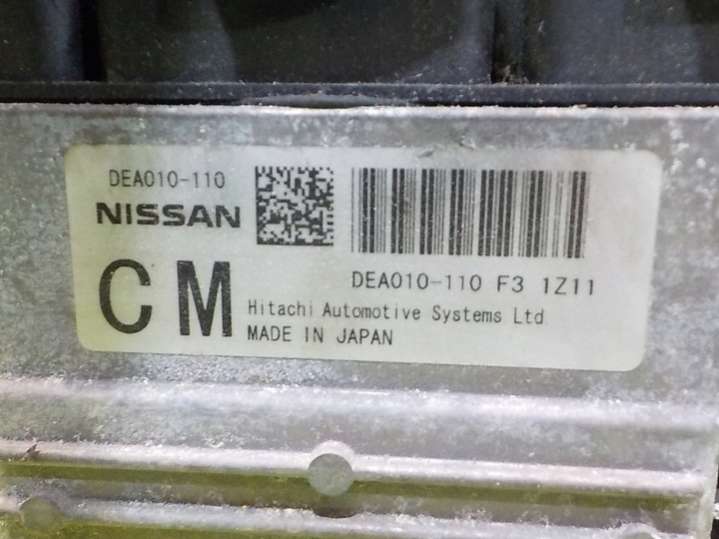 DEA010-110
NISSAN
CM
DEA010-110 F3 1Z11
Hitachi Automotive Systems Ltd
MADE IN JAPAN